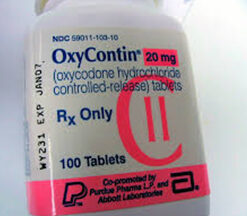 NDC 59011-103-10
OxyContin® 20 mg
(oxycodone hydrochloride
controlled-release) tablets
Rx Only
CII
100 Tablets
Co-promoted by
Purdue Pharma L.P. and
Abbott Laboratories
WY231 EXP JAN07